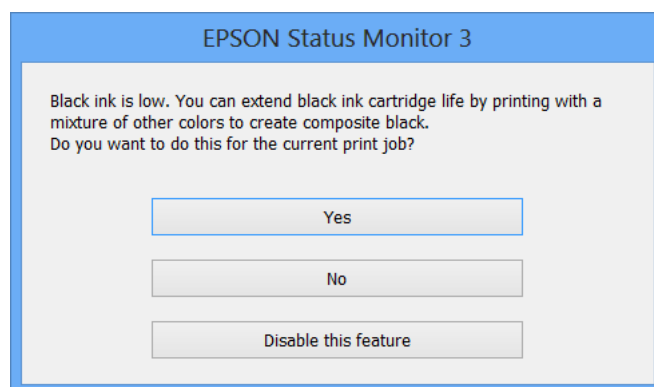 EPSON Status Monitor 3
Black ink is low. You can extend black ink cartridge life by printing with a
mixture of other colors to create composite black.
Do you want to do this for the current print job?
Yes
No
Disable this feature